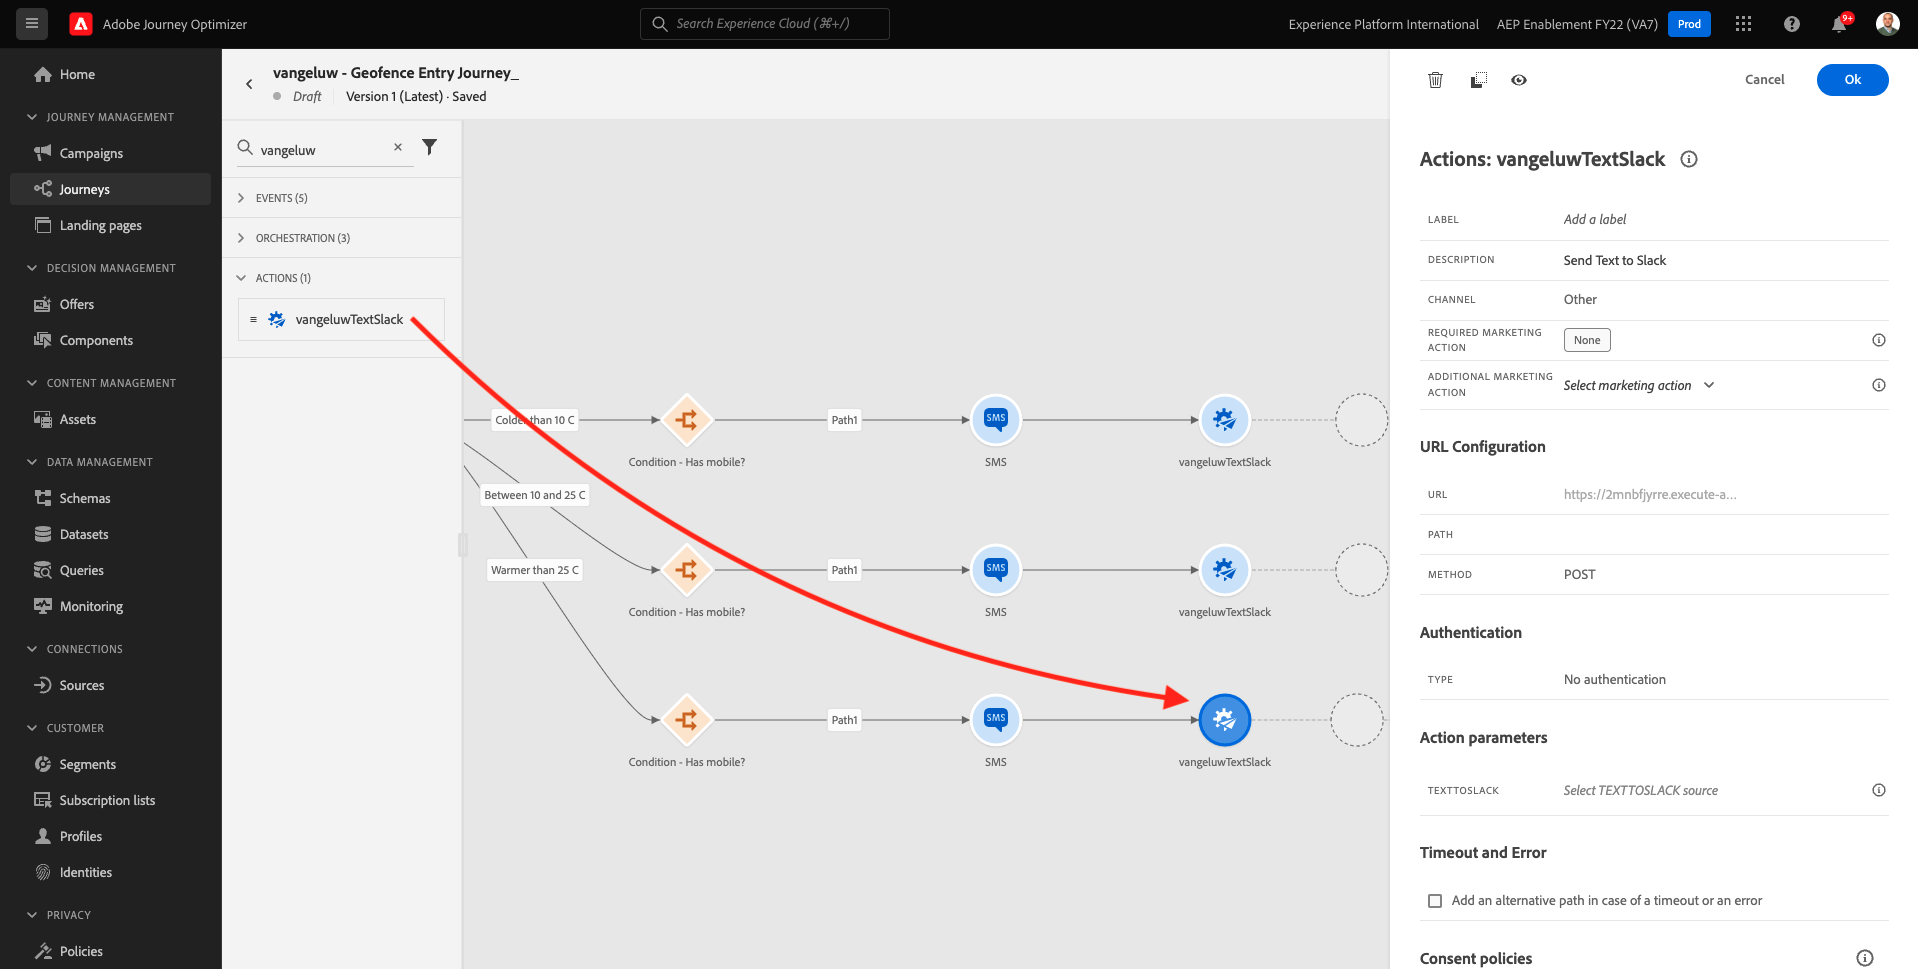 Adobe Journey Optimizer
Search Experience Cloud (⌘+/)
Experience Platform International
AEP Enablement FY22 (VA7)
Prod
9+
Home
JOURNEY MANAGEMENT
Campaigns
Journeys
Landing pages
DECISION MANAGEMENT
Offers
Components
CONTENT MANAGEMENT
Assets
DATA MANAGEMENT
Schemas
Datasets
Queries
Monitoring
CONNECTIONS
Sources
CUSTOMER
Segments
Subscription lists
Profiles
Identities
PRIVACY
Policies
vangeluw - Geofence Entry Journey_
Draft
Version 1 (Latest) · Saved
vangeluw
EVENTS (5)
ORCHESTRATION (3)
ACTIONS (1)
vangeluwTextSlack
Colder than 10 C
Condition - Has mobile?
Path1
SMS
SMS
vangeluwTextSlack
Between 10 and 25 C
Condition - Has mobile?
Path1
SMS
SMS
vangeluwTextSlack
Warmer than 25 C
Condition - Has mobile?
Path1
SMS
SMS
vangeluwTextSlack
Cancel
Ok
Actions: vangeluwTextSlack
LABEL
Add a label
DESCRIPTION
Send Text to Slack
CHANNEL
Other
REQUIRED MARKETING
ACTION
None
ADDITIONAL MARKETING
ACTION
Select marketing action
URL Configuration
URL
https://2mnbfjyrre.execute-a...
PATH
METHOD
POST
Authentication
TYPE
No authentication
Action parameters
TEXTTOSLACK
Select TEXTTOSLACK source
Timeout and Error
Add an alternative path in case of a timeout or an error
Consent policies